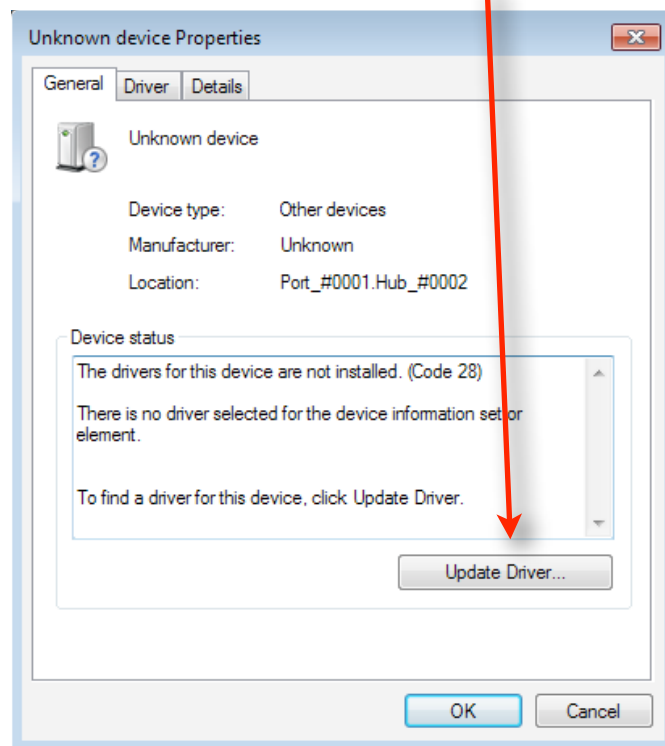 Unknown device Properties
General Driver Details
Unknown device
Device type: Other devices
Manufacturer: Unknown
Location: Port_#0001.Hub_#0002
Device status
The drivers for this device are not installed. (Code 28)
There is no driver selected for the device information set or
element.
To find a driver for this device, click Update Driver.
Update Driver...
OK Cancel